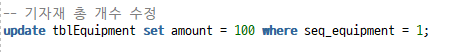 -- 기자재 총 개수 수정
update tblEquipment set amount = 100 where seq_equipment = 1;